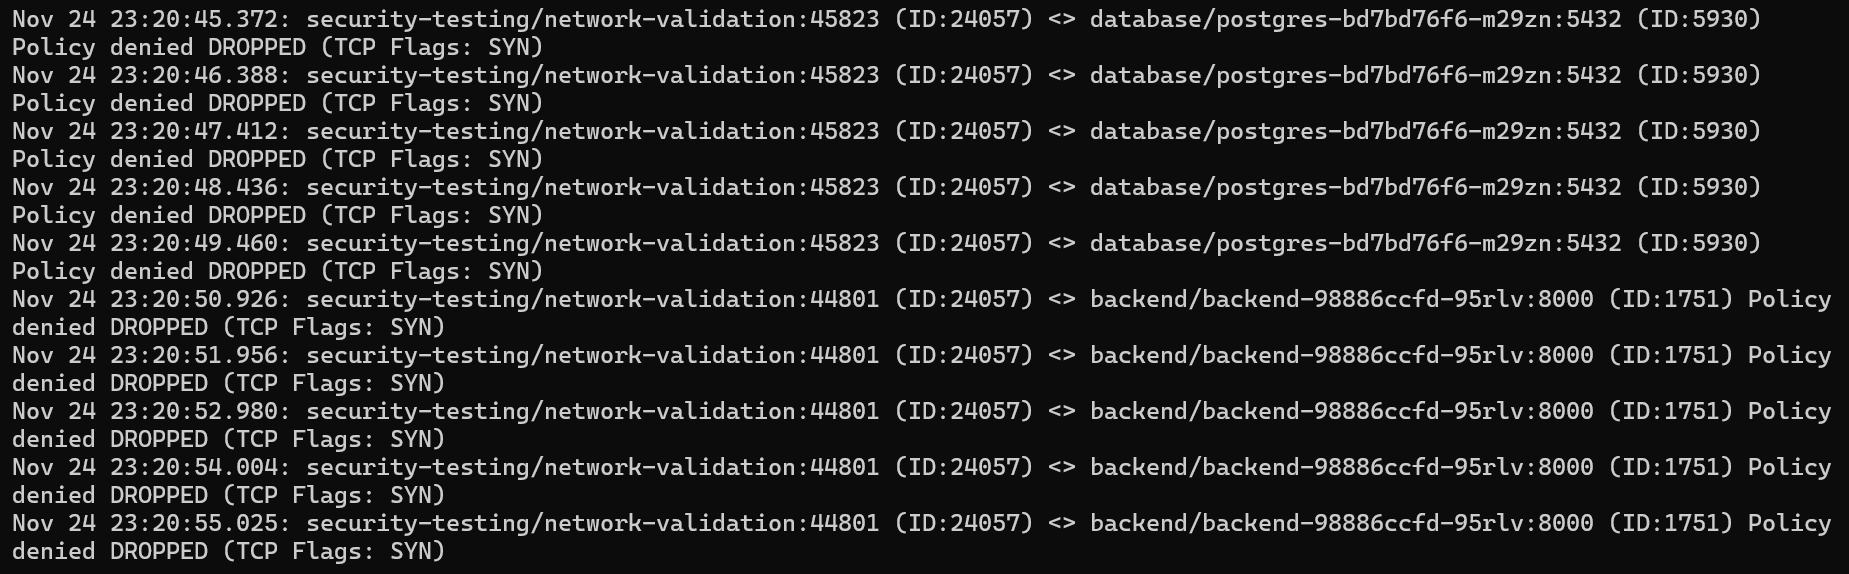 Nov 24 23:20:45.372: security-testing/network-validation:45823 (ID:24057) <> database/postgres-bd7bd76f6-m29zn:5432 (ID:5930)
Policy denied DROPPED (TCP Flags: SYN)
Nov 24 23:20:46.388: security-testing/network-validation:45823 (ID:24057) <> database/postgres-bd7bd76f6-m29zn:5432 (ID:5930)
Policy denied DROPPED (TCP Flags: SYN)
Nov 24 23:20:47.412: security-testing/network-validation:45823 (ID:24057) <> database/postgres-bd7bd76f6-m29zn:5432 (ID:5930)
Policy denied DROPPED (TCP Flags: SYN)
Nov 24 23:20:48.436: security-testing/network-validation:45823 (ID:24057) <> database/postgres-bd7bd76f6-m29zn:5432 (ID:5930)
Policy denied DROPPED (TCP Flags: SYN)
Nov 24 23:20:49.460: security-testing/network-validation:45823 (ID:24057) <> database/postgres-bd7bd76f6-m29zn:5432 (ID:5930)
Policy denied DROPPED (TCP Flags: SYN)
Nov 24 23:20:50.926: security-testing/network-validation:44801 (ID:24057) <> backend/backend-98886ccfd-95rlv:8000 (ID:1751) Policy
denied DROPPED (TCP Flags: SYN)
Nov 24 23:20:51.956: security-testing/network-validation:44801 (ID:24057) <> backend/backend-98886ccfd-95rlv:8000 (ID:1751) Policy
denied DROPPED (TCP Flags: SYN)
Nov 24 23:20:52.980: security-testing/network-validation:44801 (ID:24057) <> backend/backend-98886ccfd-95rlv:8000 (ID:1751) Policy
denied DROPPED (TCP Flags: SYN)
Nov 24 23:20:54.004: security-testing/network-validation:44801 (ID:24057) <> backend/backend-98886ccfd-95rlv:8000 (ID:1751) Policy
denied DROPPED (TCP Flags: SYN)
Nov 24 23:20:55.025: security-testing/network-validation:44801 (ID:24057) <> backend/backend-98886ccfd-95rlv:8000 (ID:1751) Policy
denied DROPPED (TCP Flags: SYN)